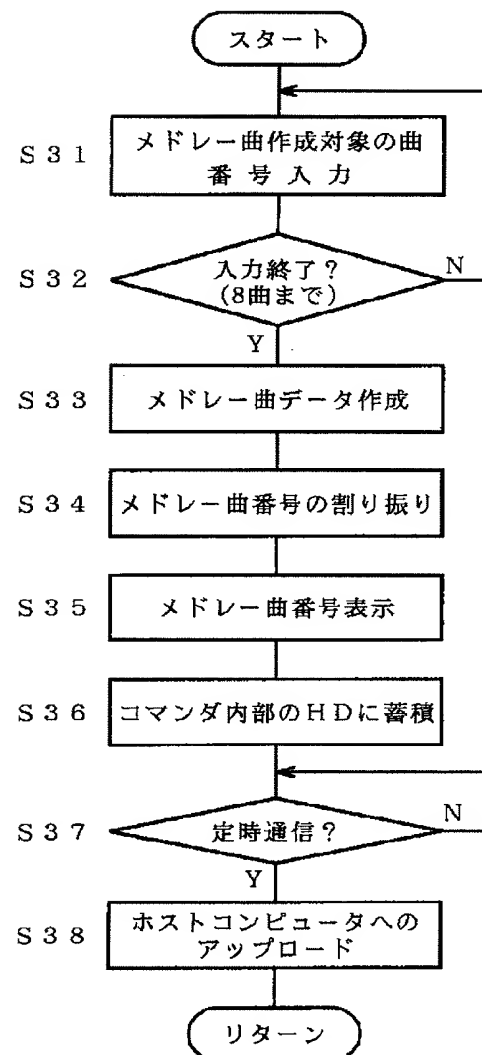 スタート
S31
メドレー曲作成対象の曲
番号入力
S32
入力終了?
(8曲まで)
N
Y
S33
メドレー曲データ作成
S34
メドレー曲番号の割り振り
S35
メドレー曲番号表示
S36
コマンダ内部のHDに蓄積
S37
定時通信?
N
Y
S38
ホストコンピュータへの
アップロード
リターン